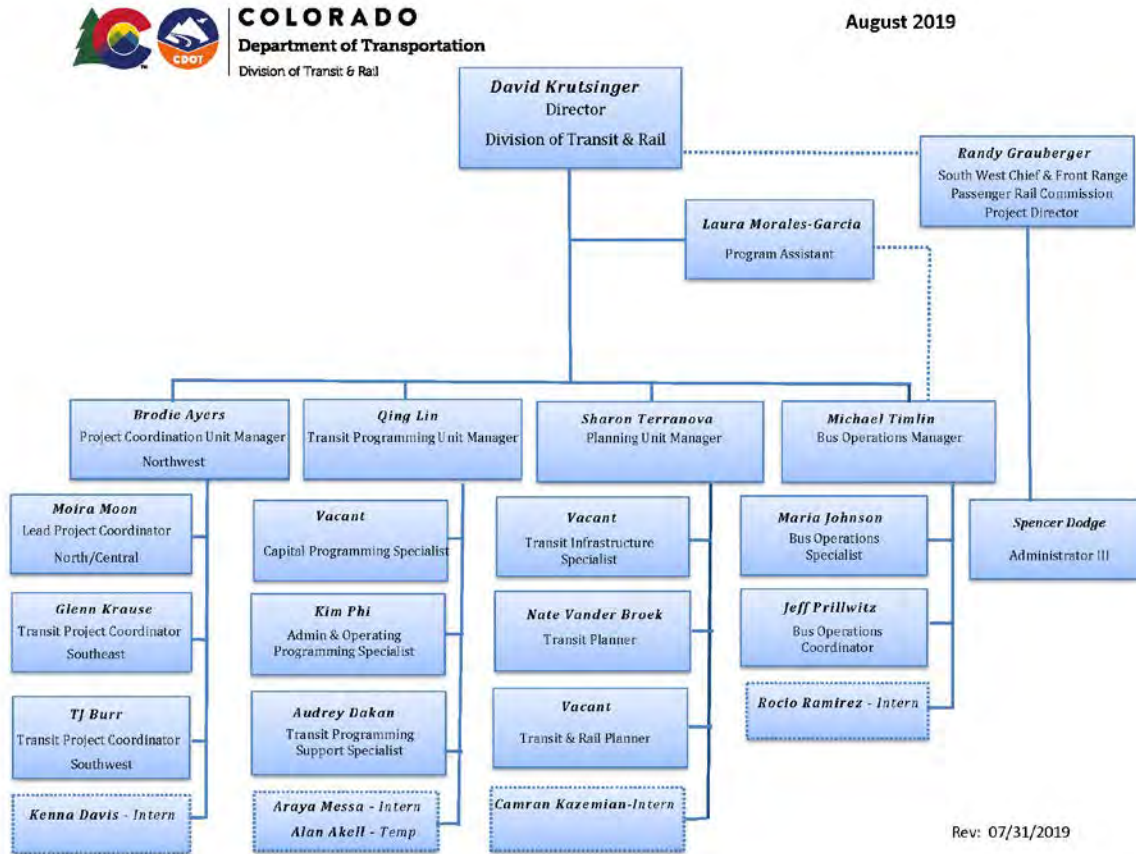 COLORADO
Department of Transportation
Division of Transit & Rail
CDOT
TM
August 2019
David Krutsinger
Director
Division of Transit & Rail
Randy Grauberger
South West Chief & Front Range
Passenger Rail Commission
Project Director
Laura Morales-Garcia
Program Assistant
Brodie Ayers
Project Coordination Unit Manager
Northwest
Qing Lin
Transit Programming Unit Manager
Sharon Terranova
Planning Unit Manager
Michael Timlin
Bus Operations Manager
Moira Moon
Lead Project Coordinator
North/Central
Glenn Krause
Transit Project Coordinator
Southeast
TJ Burr
Transit Project Coordinator
Southwest
Kenna Davis - Intern
Vacant
Capital Programming Specialist
Kim Phi
Admin & Operating
Programming Specialist
Audrey Dakan
Transit Programming
Support Specialist
Araya Messa - Intern
Alan Akell - Temp
Vacant
Transit Infrastructure
Specialist
Nate Vander Broek
Transit Planner
Vacant
Transit & Rail Planner
Camran Kazemian-Intern
Maria Johnson
Bus Operations
Specialist
Jeff Prillwitz
Bus Operations
Coordinator
Rocio Ramirez - Intern
Spencer Dodge
Administrator III
Rev: 07/31/2019